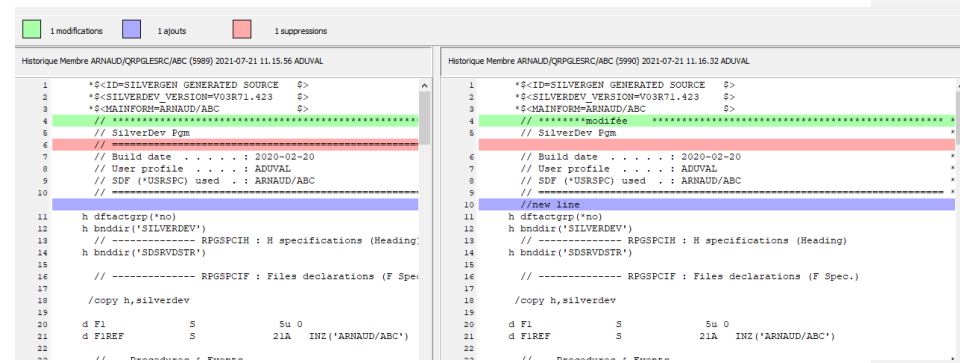 1 modifications 1 ajouts 1 suppressions
Historique Membre ARNAUD/QRPGLESRC/ABC (5989) 2021-07-21 11.15.56 ADUVAL
1 *$<ID=SILVERGEN GENERATED SOURCE $>
2 *$<SILVERDEV_VERSION=V03R71.423 $>
3 *$<MAINFORM=ARNAUD/ABC $>
4 // ****************************************
5 // SilverDev Pgm
6 // ========================================
7 // Build date . . . . . : 2020-02-20
8 // User profile . . . . : ADUVAL
9 // SDF (*USRSPC) used . : ARNAUD/ABC
10 // ========================================
11 h dftactgrp(*no)
12 h bnddir('SILVERDEV')
13 // -------------- RPGSPCIH : H specifications (Heading)
14 h bnddir('SDSRVDSTR')
15
16 // -------------- RPGSPCIF : Files declarations (F Spec
17
18 /copy h,silverdev
19
20 d F1 S 5u 0
21 d F1REF S 21A INZ('ARNAUD/ABC')
22
Historique Membre ARNAUD/QRPGLESRC/ABC (5990) 2021-07-21 11.16.32 ADUVAL
1 *$<ID=SILVERGEN GENERATED SOURCE $>
2 *$<SILVERDEV_VERSION=V03R71.423 $>
3 *$<MAINFORM=ARNAUD/ABC $>
4 // ********modifée ************************************** *
5 // SilverDev Pgm *
6 // Build date . . . . . : 2020-02-20 *
7 // User profile . . . . : ADUVAL *
8 // SDF (*USRSPC) used . : ARNAUD/ABC *
9 // ======================================== *
10 //new line
11 h dftactgrp(*no)
12 h bnddir('SILVERDEV')
13 // -------------- RPGSPCIH : H specifications (Heading)
14 h bnddir('SDSRVDSTR')
15
16 // -------------- RPGSPCIF : Files declarations (F Spec.)
17
18 /copy h,silverdev
19
20 d F1 S 5u 0
21 d F1REF S 21A INZ('ARNAUD/ABC')
22